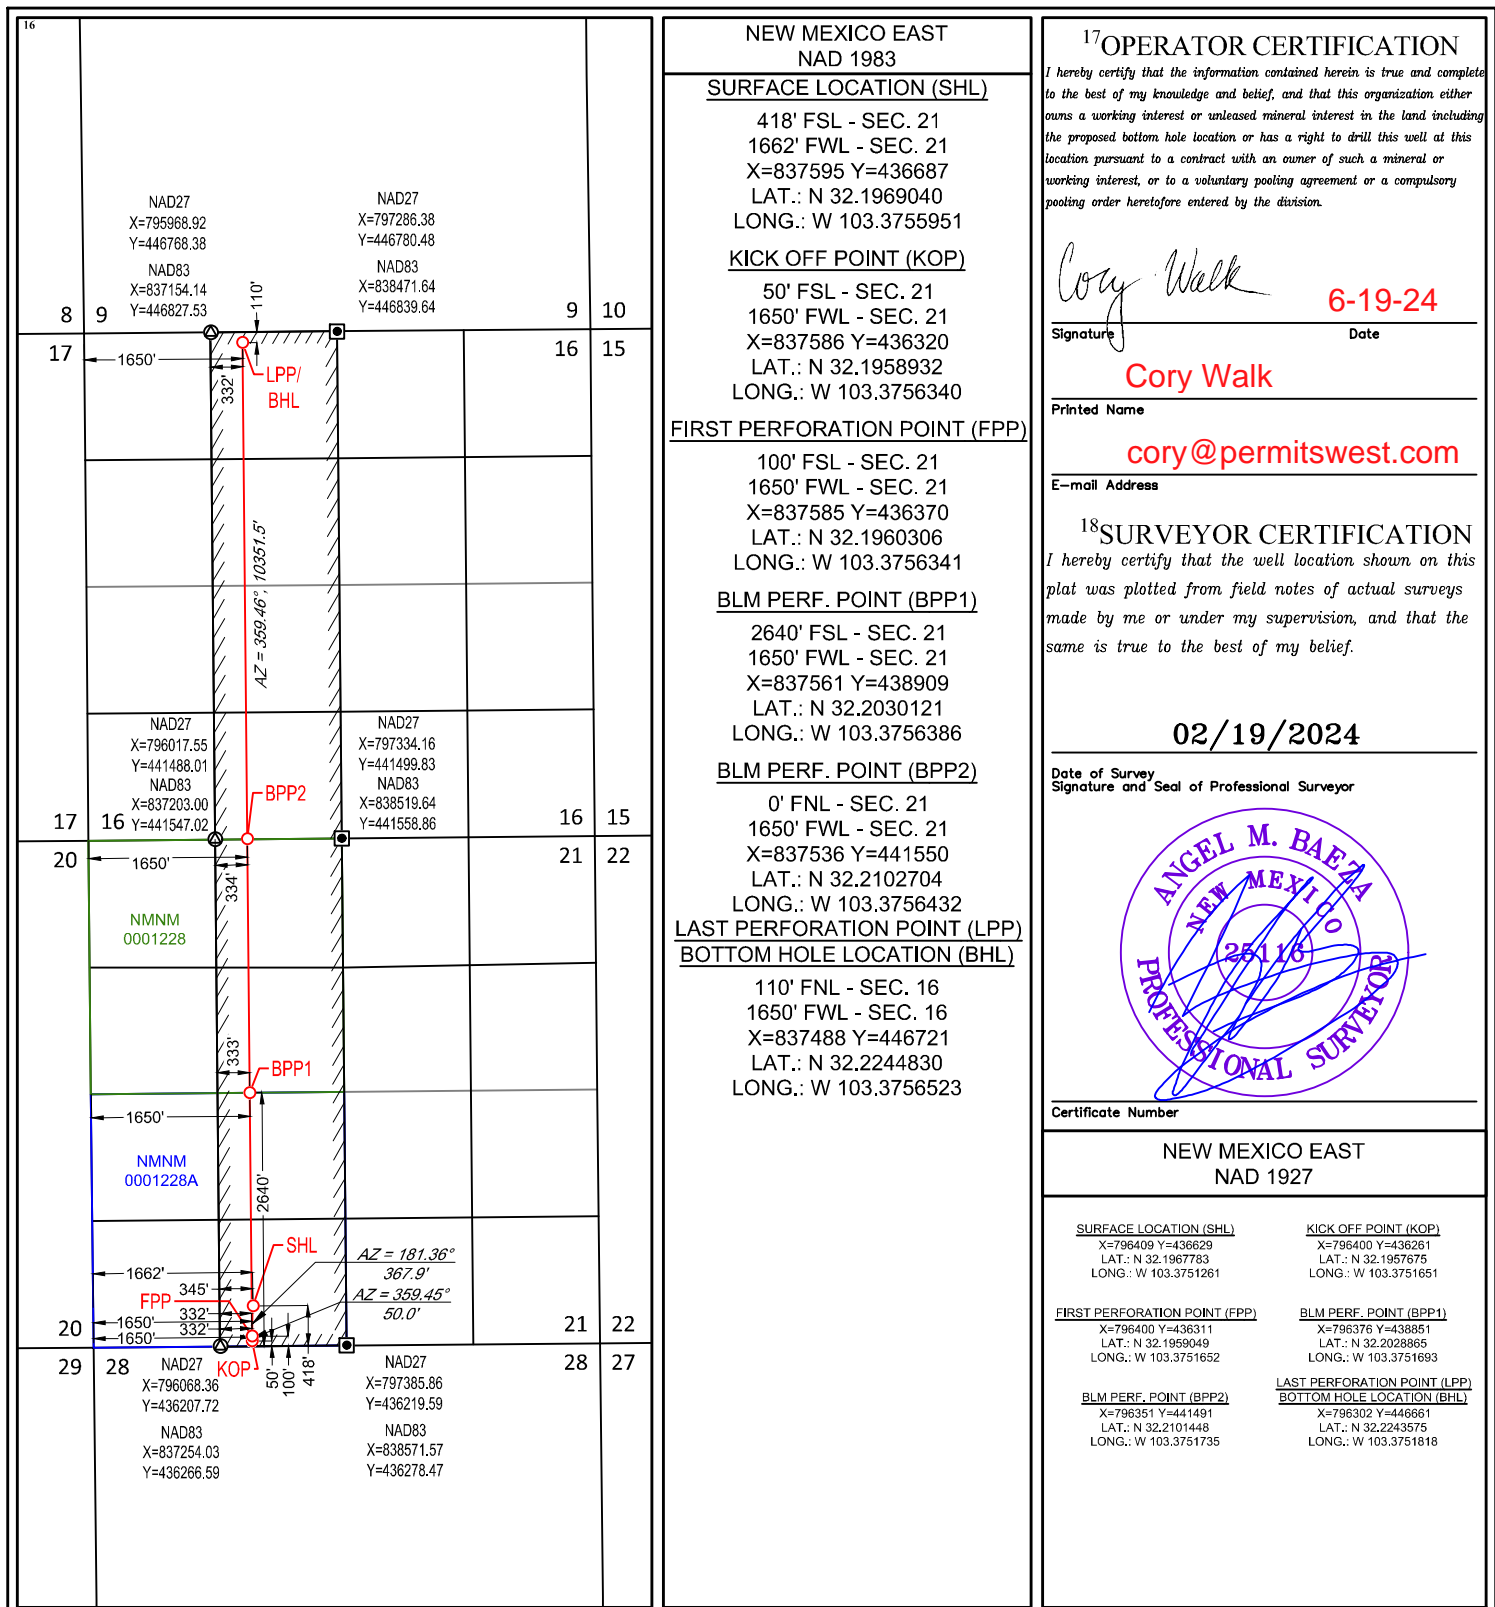 16
NAD27
X=795968.92
Y=446768.38
NAD83
X=837154.14
Y=446827.53
NAD27
X=797286.38
Y=446780.48
NAD83
X=838471.64
Y=446839.64
110'
8 9
9 10
17
16 15
1650'
332'
LPP/
BHL
AZ = 359.46°, 10351.5'
NAD27
X=796017.55
Y=441488.01
NAD83
X=837203.00
Y=441547.02
NAD27
X=797334.16
Y=441499.83
NAD83
X=838519.64
Y=441558.86
BPP2
17 16
16 15
20
21 22
1650'
334'
NMNM
0001228
333'
BPP1
1650'
NMNM
0001228A
2640'
SHL
AZ = 181.36°
367.9'
1662'
345'
AZ = 359.45°
50.0'
FPP
332'
1650'
332'
1650'
20
21 22
29 28
28 27
KOP
50'
100'
418'
NAD27
X=796068.36
Y=436207.72
NAD83
X=837254.03
Y=436266.59
NAD27
X=797385.86
Y=436219.59
NAD83
X=838571.57
Y=436278.47
NEW MEXICO EAST
NAD 1983
SURFACE LOCATION (SHL)
418' FSL - SEC. 21
1662' FWL - SEC. 21
X=837595 Y=436687
LAT.: N 32.1969040
LONG.: W 103.3755951
KICK OFF POINT (KOP)
50' FSL - SEC. 21
1650' FWL - SEC. 21
X=837586 Y=436320
LAT.: N 32.1958932
LONG.: W 103.3756340
FIRST PERFORATION POINT (FPP)
100' FSL - SEC. 21
1650' FWL - SEC. 21
X=837585 Y=436370
LAT.: N 32.1960306
LONG.: W 103.3756341
BLM PERF. POINT (BPP1)
2640' FSL - SEC. 21
1650' FWL - SEC. 21
X=837561 Y=438909
LAT.: N 32.2030121
LONG.: W 103.3756386
BLM PERF. POINT (BPP2)
0' FNL - SEC. 21
1650' FWL - SEC. 21
X=837536 Y=441550
LAT.: N 32.2102704
LONG.: W 103.3756432
LAST PERFORATION POINT (LPP)
BOTTOM HOLE LOCATION (BHL)
110' FNL - SEC. 16
1650' FWL - SEC. 16
X=837488 Y=446721
LAT.: N 32.2244830
LONG.: W 103.3756523
17 OPERATOR CERTIFICATION
I hereby certify that the information contained herein is true and complete
to the best of my knowledge and belief, and that this organization either
owns a working interest or unleased mineral interest in the land including
the proposed bottom hole location or has a right to drill this well at this
location pursuant to a contract with an owner of such a mineral or
working interest, or to a voluntary pooling agreement or a compulsory
pooling order heretofore entered by the division.
Cory Walk
6-19-24
Signature Date
Cory Walk
Printed Name
cory@permitswest.com
E-mail Address
18 SURVEYOR CERTIFICATION
I hereby certify that the well location shown on this
plat was plotted from field notes of actual surveys
made by me or under my supervision, and that the
same is true to the best of my belief.
02/19/2024
Date of Survey
Signature and Seal of Professional Surveyor
ANGEL M. BAEZA
NEW MEXICO
25116
PROFESSIONAL SURVEYOR
Certificate Number
NEW MEXICO EAST
NAD 1927
SURFACE LOCATION (SHL)
X=796409 Y=436629
LAT.: N 32.1967783
LONG.: W 103.3751261
KICK OFF POINT (KOP)
X=796400 Y=436261
LAT.: N 32.1957675
LONG.: W 103.3751651
FIRST PERFORATION POINT (FPP)
X=796400 Y=436311
LAT.: N 32.1959049
LONG.: W 103.3751652
BLM PERF. POINT (BPP1)
X=796376 Y=438851
LAT.: N 32.2028865
LONG.: W 103.3751693
BLM PERF. POINT (BPP2)
X=796351 Y=441491
LAT.: N 32.2101448
LONG.: W 103.3751735
LAST PERFORATION POINT (LPP)
BOTTOM HOLE LOCATION (BHL)
X=796302 Y=446661
LAT.: N 32.2243575
LONG.: W 103.3751818